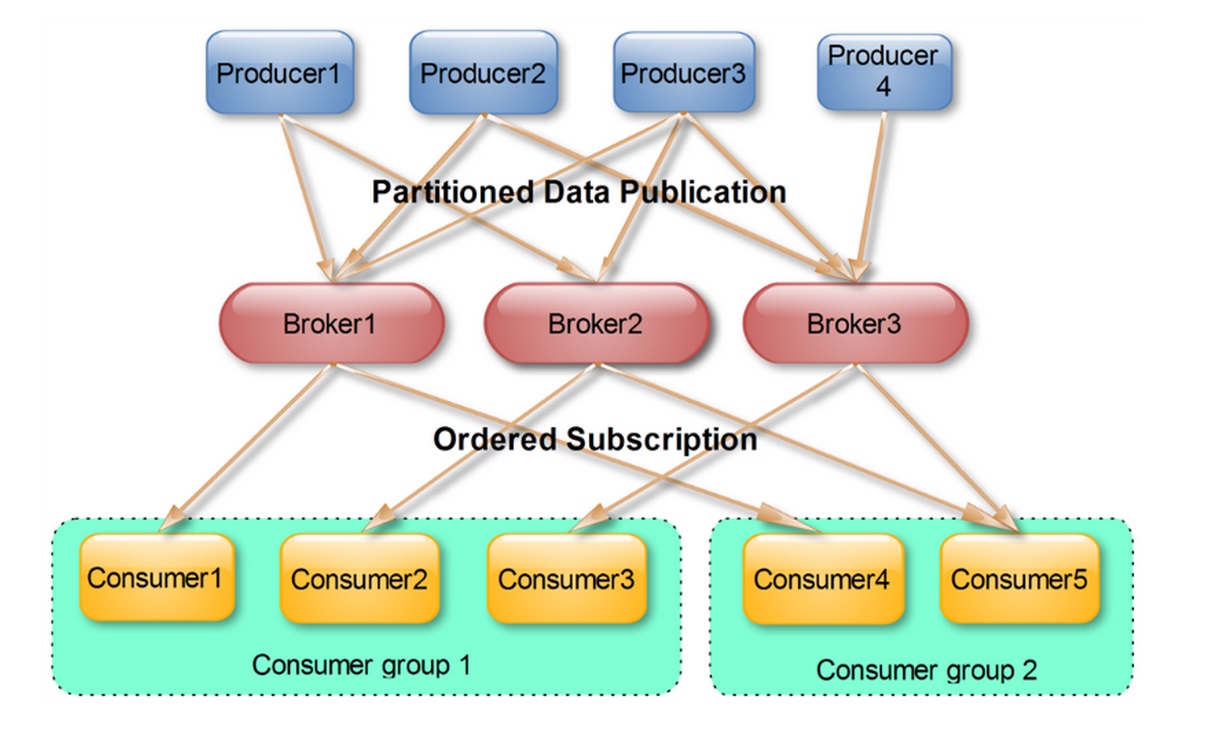 Producer1
Producer2
Producer3
Producer
4
Partitioned Data Publication
Broker1
Broker2
Broker3
Ordered Subscription
Consumer1
Consumer2
Consumer3
Consumer4
Consumer5
Consumer group 1
Consumer group 2